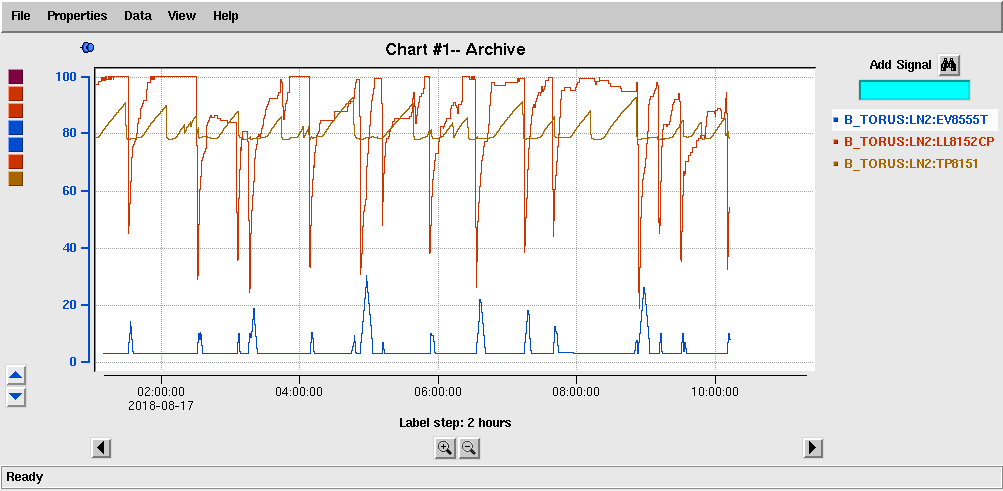 File Properties Data View Help
Chart #1-- Archive
Add Signal
100
80
60
40
20
0
B_TORUS:LN2:EV8555T
B_TORUS:LN2:LL8152CP
B_TORUS:LN2:TP8151
02:00:00 04:00:00 06:00:00 08:00:00 10:00:00
2018-08-17
Label step: 2 hours
Ready